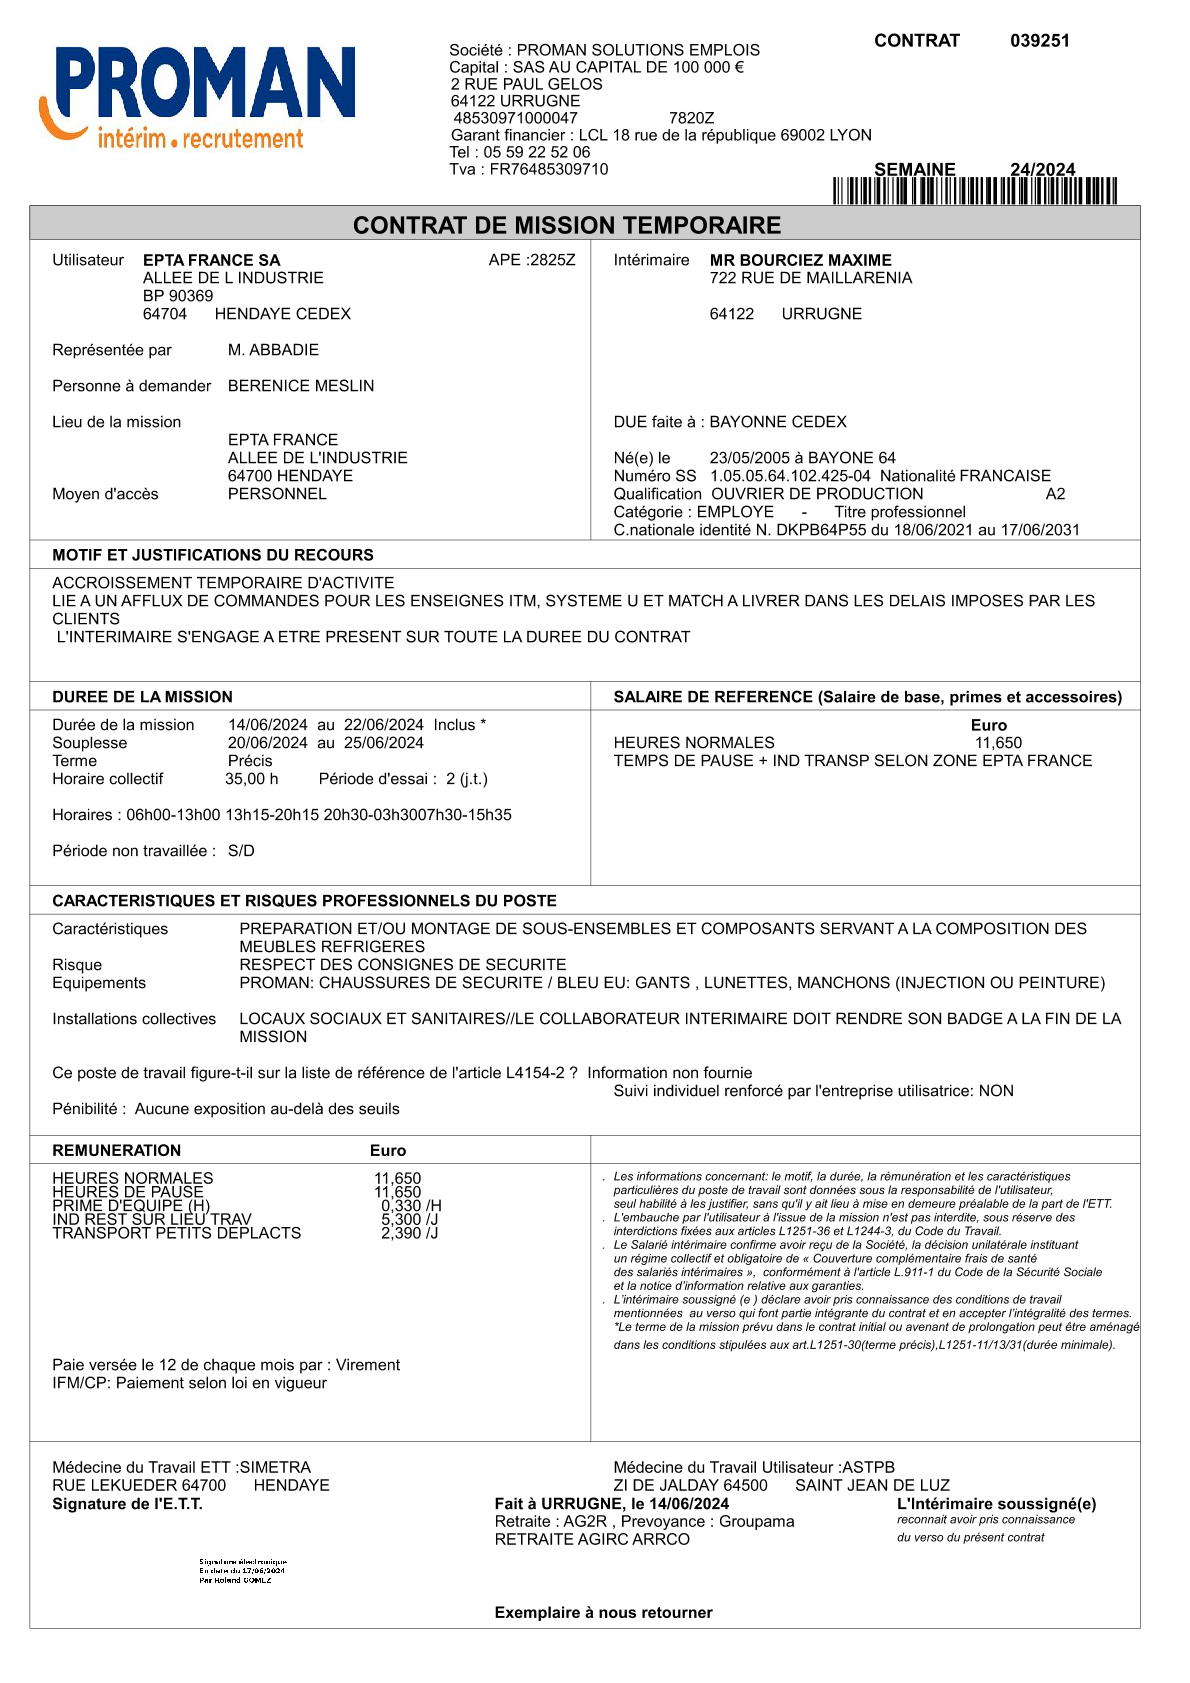 PROMAN
intérim.recrutement
Société : PROMAN SOLUTIONS EMPLOIS
Capital : SAS AU CAPITAL DE 100 000 €
2 RUE PAUL GELOS
64122 URRUGNE
48530971000047 7820Z
Garant financier : LCL 18 rue de la république 69002 LYON
Tel : 05 59 22 52 06
Tva : FR76485309710
CONTRAT 039251
SEMAINE 24/2024
CONTRAT DE MISSION TEMPORAIRE
Utilisateur EPTA FRANCE SA APE :2825Z
ALLEE DE L INDUSTRIE
BP 90369
64704 HENDAYE CEDEX
Représentée par M. ABBADIE
Personne à demander BERENICE MESLIN
Lieu de la mission
EPTA FRANCE
ALLEE DE L'INDUSTRIE
64700 HENDAYE
Moyen d'accès PERSONNEL
Intérimaire MR BOURCIEZ MAXIME
722 RUE DE MAILLARENIA
64122 URRUGNE
DUE faite à : BAYONNE CEDEX
Né(e) le 23/05/2005 à BAYONE 64
Numéro SS 1.05.05.64.102.425-04 Nationalité FRANCAISE
Qualification OUVRIER DE PRODUCTION A2
Catégorie : EMPLOYE - Titre professionnel
C.nationale identité N. DKPB64P55 du 18/06/2021 au 17/06/2031
MOTIF ET JUSTIFICATIONS DU RECOURS
ACCROISSEMENT TEMPORAIRE D'ACTIVITE
LIE A UN AFFLUX DE COMMANDES POUR LES ENSEIGNES ITM, SYSTEME U ET MATCH A LIVRER DANS LES DELAIS IMPOSES PAR LES
CLIENTS
L'INTERIMAIRE S'ENGAGE A ETRE PRESENT SUR TOUTE LA DUREE DU CONTRAT
DUREE DE LA MISSION
Durée de la mission 14/06/2024 au 22/06/2024 Inclus *
Souplesse 20/06/2024 au 25/06/2024
Terme Précis
Horaire collectif 35,00 h Période d'essai : 2 (j.t.)
Horaires : 06h00-13h00 13h15-20h15 20h30-03h3007h30-15h35
Période non travaillée : S/D
SALAIRE DE REFERENCE (Salaire de base, primes et accessoires)
Euro
HEURES NORMALES 11,650
TEMPS DE PAUSE + IND TRANSP SELON ZONE EPTA FRANCE
CARACTERISTIQUES ET RISQUES PROFESSIONNELS DU POSTE
Caractéristiques PREPARATION ET/OU MONTAGE DE SOUS-ENSEMBLES ET COMPOSANTS SERVANT A LA COMPOSITION DES
MEUBLES REFRIGERES
Risque RESPECT DES CONSIGNES DE SECURITE
Equipements PROMAN: CHAUSSURES DE SECURITE / BLEU EU: GANTS , LUNETTES, MANCHONS (INJECTION OU PEINTURE)
Installations collectives LOCAUX SOCIAUX ET SANITAIRES//LE COLLABORATEUR INTERIMAIRE DOIT RENDRE SON BADGE A LA FIN DE LA
MISSION
Ce poste de travail figure-t-il sur la liste de référence de l'article L4154-2 ? Information non fournie
Suivi individuel renforcé par l'entreprise utilisatrice: NON
Pénibilité : Aucune exposition au-delà des seuils
REMUNERATION Euro
HEURES NORMALES 11,650
HEURES DE PAUSE 11,650
PRIME D'EQUIPE (H) 0,330 /H
IND REST SUR LIEU TRAV 5,300 /J
TRANSPORT PETITS DEPLACTS 2,390 /J
Paie versée le 12 de chaque mois par : Virement
IFM/CP: Paiement selon loi en vigueur
. Les informations concernant: le motif, la durée, la rémunération et les caractéristiques
particulières du poste de travail sont données sous la responsabilité de l'utilisateur,
seul habilité à les justifier, sans qu'il y ait lieu à mise en demeure préalable de la part de l'ETT.
. L'embauche par l'utilisateur à l'issue de la mission n'est pas interdite, sous réserve des
interdictions fixées aux articles L1251-36 et L1244-3, du Code du Travail.
. Le Salarié intérimaire confirme avoir reçu de la Société, la décision unilatérale instituant
un régime collectif et obligatoire de « Couverture complémentaire frais de santé
des salariés intérimaires », conformément à l'article L.911-1 du Code de la Sécurité Sociale
et la notice d'information relative aux garanties.
. L'intérimaire soussigné (e ) déclare avoir pris connaissance des conditions de travail
mentionnées au verso qui font partie intégrante du contrat et en accepter l'intégralité des termes.
*Le terme de la mission prévu dans le contrat initial ou avenant de prolongation peut être aménagé
dans les conditions stipulées aux art.L1251-30(terme précis),L1251-11/13/31(durée minimale).
Médecine du Travail ETT :SIMETRA
RUE LEKUEDER 64700 HENDAYE
Médecine du Travail Utilisateur :ASTPB
ZI DE JALDAY 64500 SAINT JEAN DE LUZ
Signature de l'E.T.T.
Fait à URRUGNE, le 14/06/2024
Retraite : AG2R , Prevoyance : Groupama
RETRAITE AGIRC ARRCO
L'Intérimaire soussigné(e)
reconnait avoir pris connaissance
du verso du présent contrat
Signature électronique
En date du 17/06/2024
Par Roland GOMEZ
Exemplaire à nous retourner